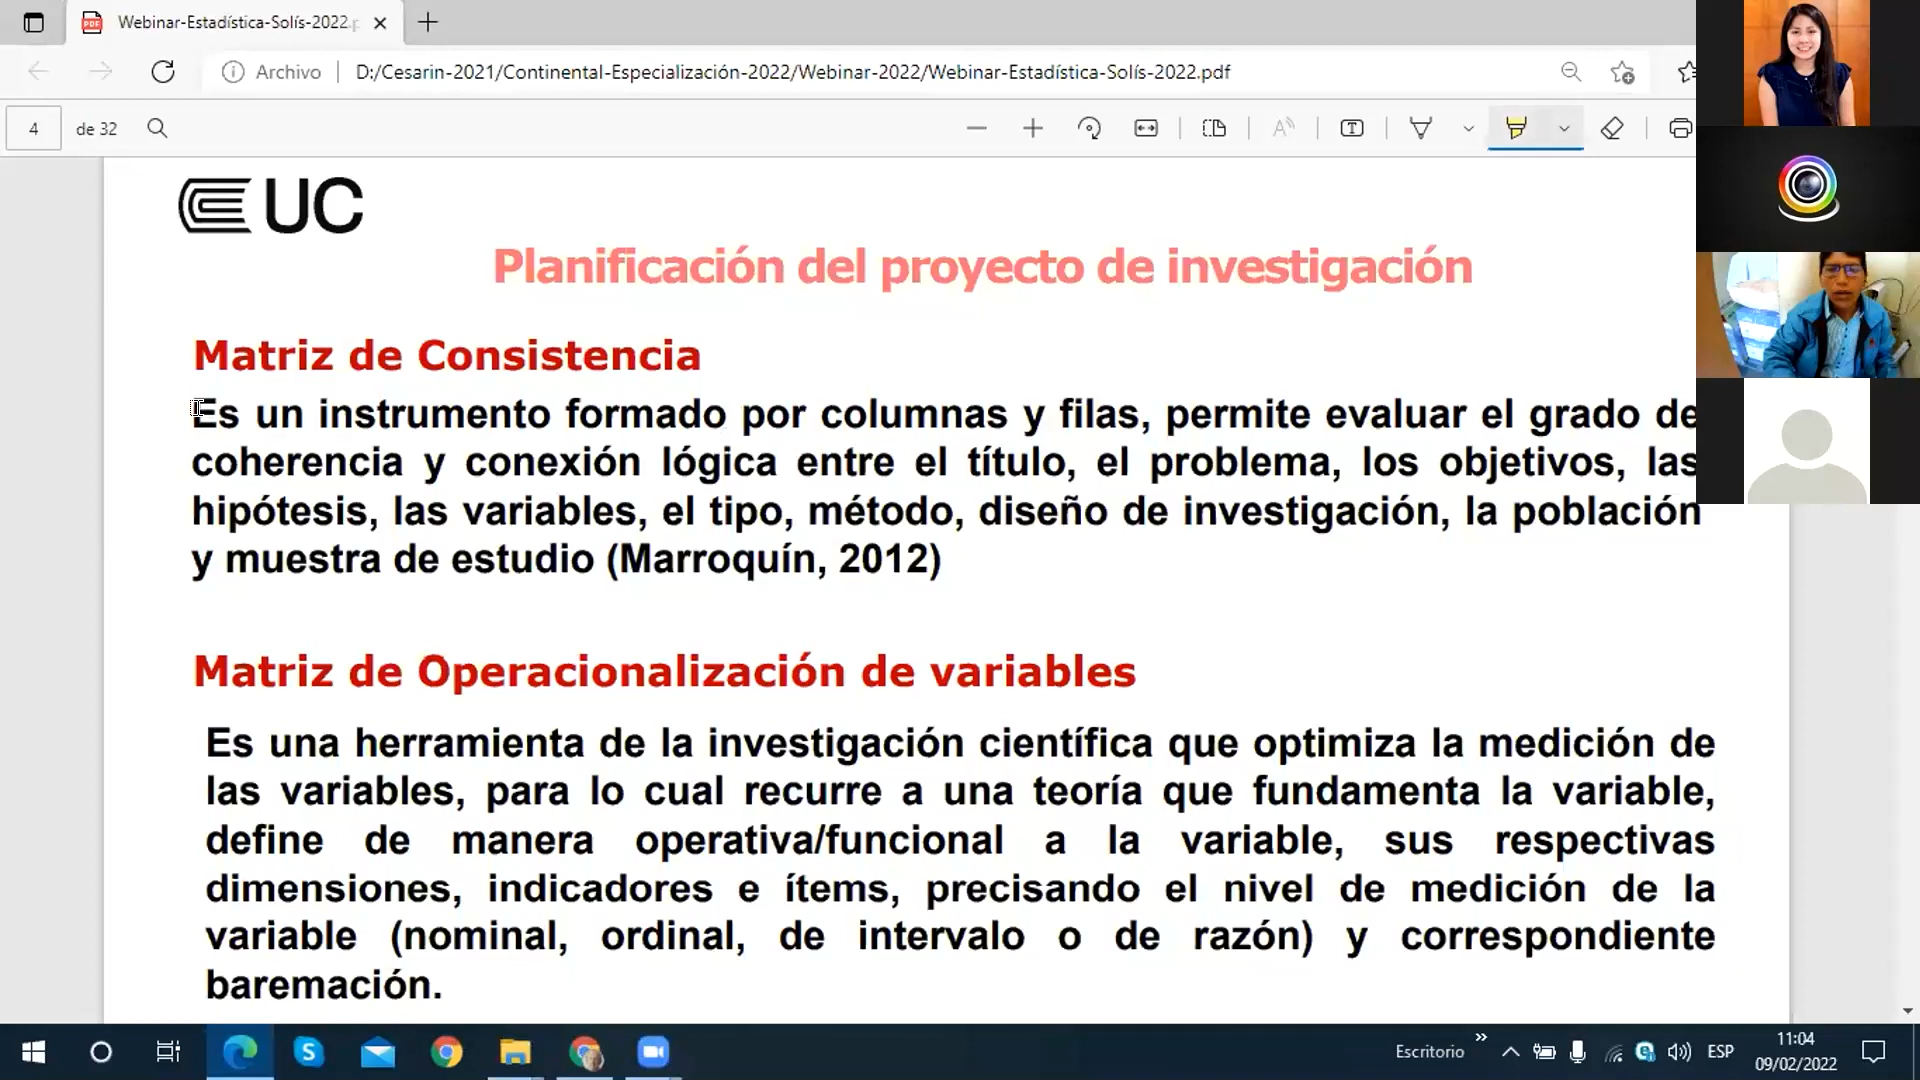 Webinar-Estadística-Solís-2022.p
Archivo
D:/Cesarin-2021/Continental-Especialización-2022/Webinar-2022/Webinar-Estadística-Solís-2022.pdf
4 de 32
UC
Planificación del proyecto de investigación
Matriz de Consistencia
Es un instrumento formado por columnas y filas, permite evaluar el grado de
coherencia y conexión lógica entre el título, el problema, los objetivos, las
hipótesis, las variables, el tipo, método, diseño de investigación, la población
y muestra de estudio (Marroquín, 2012)
Matriz de Operacionalización de variables
Es una herramienta de la investigación científica que optimiza la medición de
las variables, para lo cual recurre a una teoría que fundamenta la variable,
define de manera operativa/funcional a la variable, sus respectivas
dimensiones, indicadores e ítems, precisando el nivel de medición de la
variable (nominal, ordinal, de intervalo o de razón) y correspondiente
baremación.
Escritorio
ESP
11:04
09/02/2022